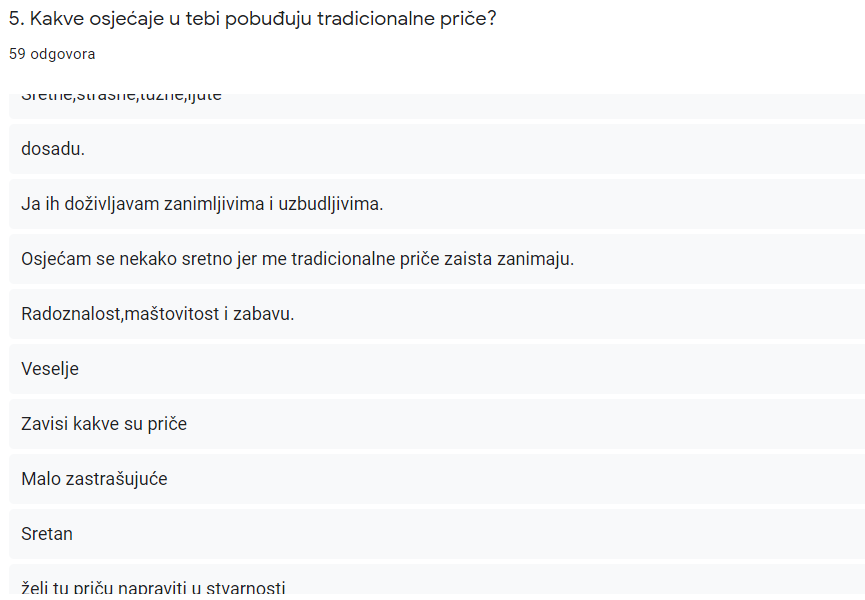 5. Kakve osjećaje u tebi pobuđuju tradicionalne priče?
59 odgovora
Sretne,strašne,tužne,ljute
dosadu.
Ja ih doživljavam zanimljivima i uzbudljivima.
Osjećam se nekako sretno jer me tradicionalne priče zaista zanimaju.
Radoznalost,maštovitost i zabavu.
Veselje
Zavisi kakve su priče
Malo zastrašujuće
Sretan
želi tu priču napraviti u stvarnosti